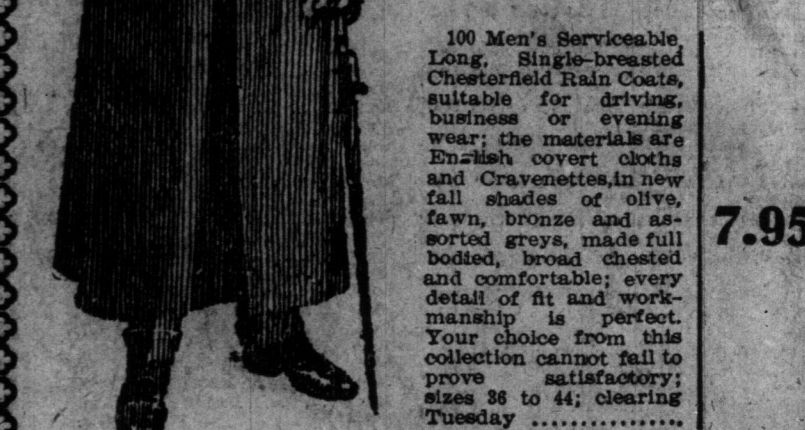 100 Men's Serviceable,
Long, Single-breasted
Chesterfield Rain Coats,
suitable for driving,
business or evening
wear; the materials are
English covert cloths
and Cravenettes, in new
fall shades of olive,
fawn, bronze and as-
sorted greys, made full
bodied, broad chested
and comfortable; every
detail of fit and work-
manship is perfect.
Your choice from this
collection cannot fail to
prove satisfactory;
sizes 36 to 44; clearing
Tuesday ................
7.95